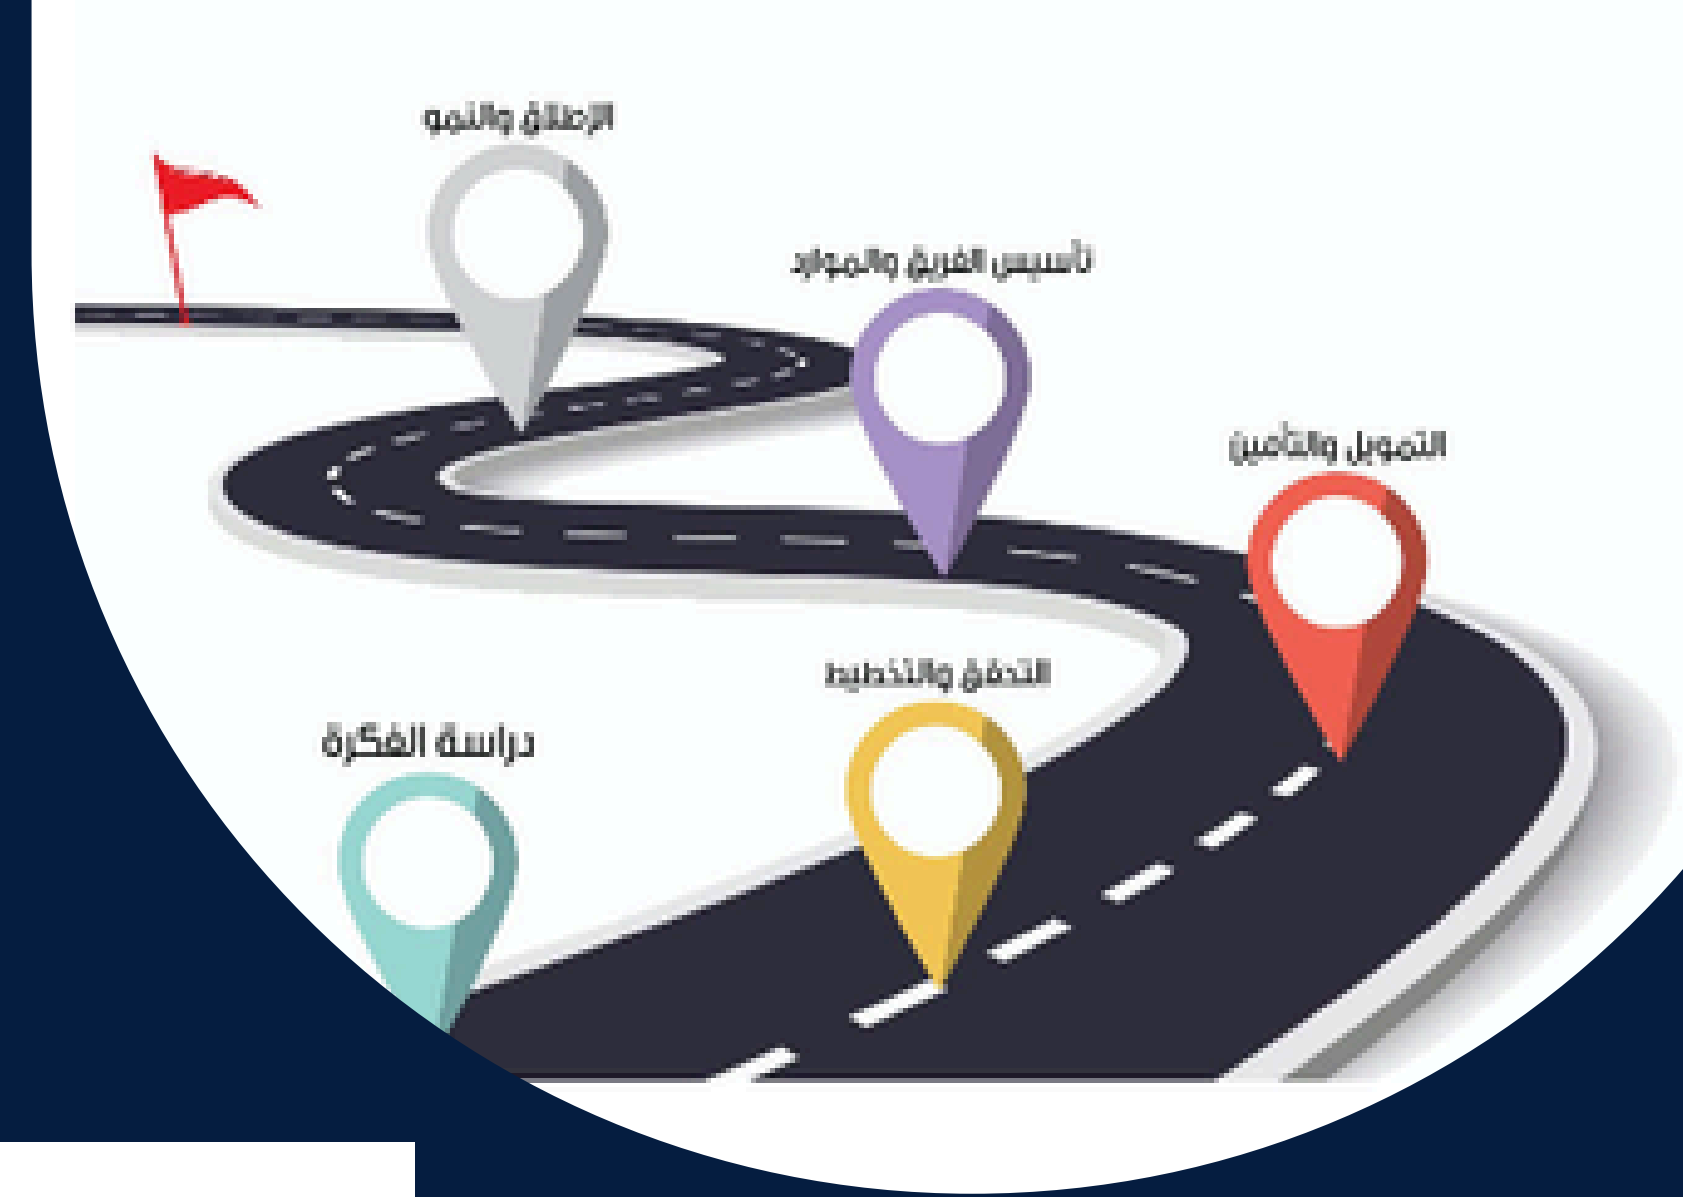 الإطلاق والنمو
تأسيس الفريق والموارد
التمويل والتأمين
التدفق والتخطيط
دراسة الفكرة